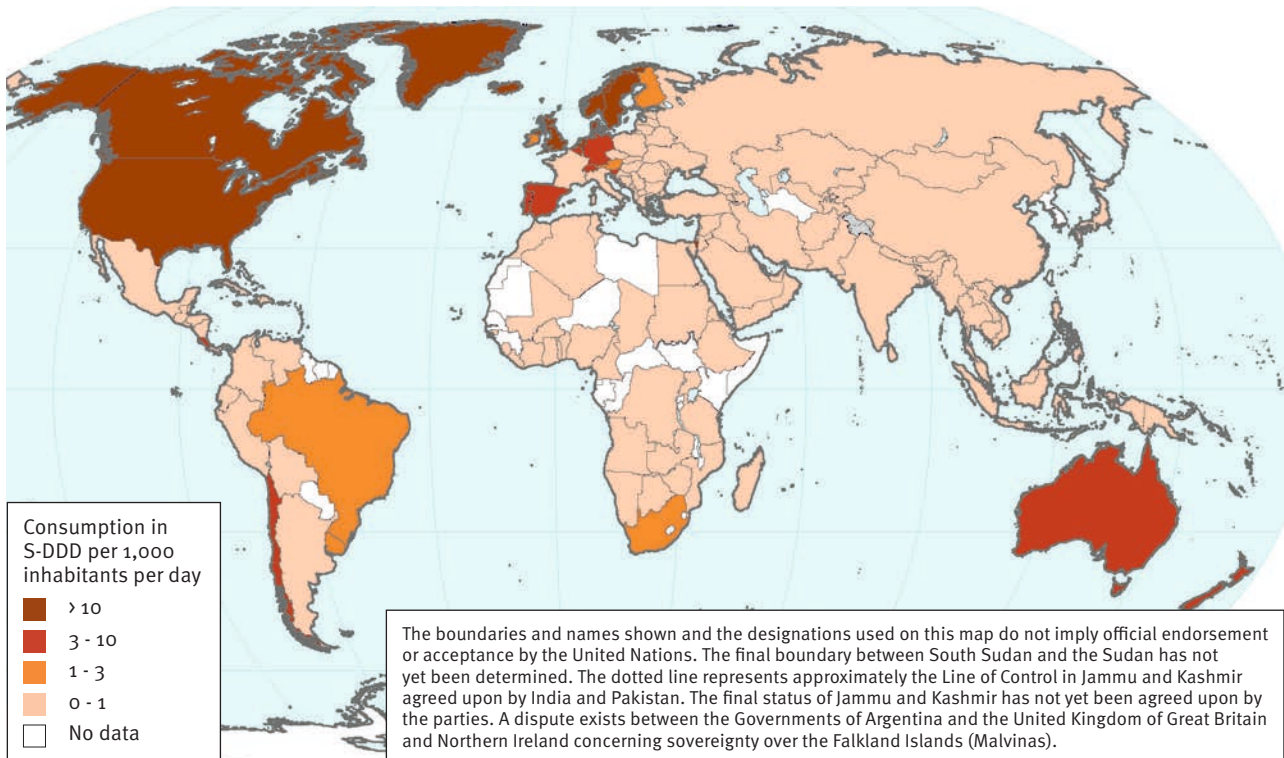 Consumption in
S-DDD per 1,000
inhabitants per day
› 10
3 - 10
1 - 3
0 - 1
No data
The boundaries and names shown and the designations used on this map do not imply official endorsement
or acceptance by the United Nations. The final boundary between South Sudan and the Sudan has not
yet been determined. The dotted line represents approximately the Line of Control in Jammu and Kashmir
agreed upon by India and Pakistan. The final status of Jammu and Kashmir has not yet been agreed upon by
the parties. A dispute exists between the Governments of Argentina and the United Kingdom of Great Britain
and Northern Ireland concerning sovereignty over the Falkland Islands (Malvinas).